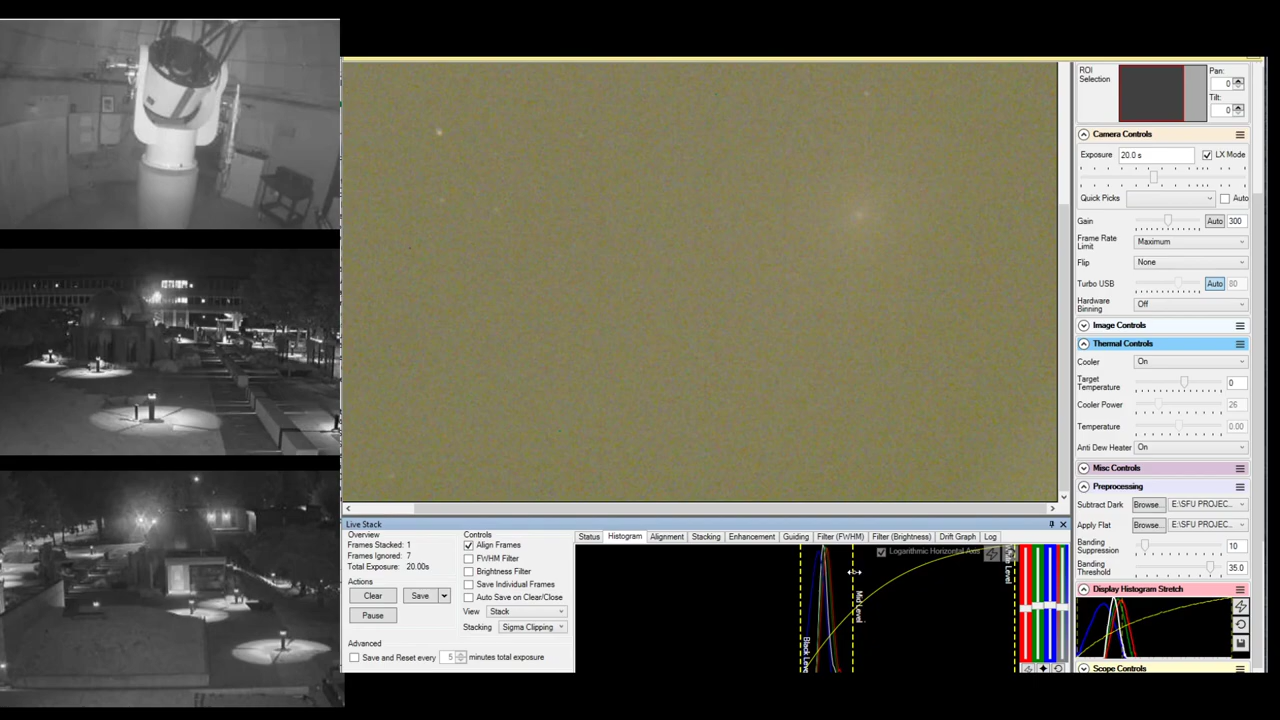 ROI Selection
Pan:
0
Tilt:
0
Camera Controls
Exposure 20.0 s LX Mode
Quick Picks Auto
Gain Auto 300
Frame Rate Limit Maximum
Flip None
Turbo USB Auto 80
Hardware Binning Off
Image Controls
Thermal Controls
Cooler On
Target Temperature 0
Cooler Power 26
Temperature 0.00
Anti Dew Heater On
Misc Controls
Preprocessing
Subtract Dark Browse... E:\SFU PROJEC...
Apply Flat Browse... E:\SFU PROJEC...
Banding Suppression 10
Banding Threshold 35.0
Display Histogram Stretch
Scope Controls
Live Stack
Overview
Frames Stacked: 1
Frames Ignored: 7
Total Exposure: 20.00s
Actions
Clear Save
Pause
Advanced
Save and Reset every 5 minutes total exposure
Controls
Align Frames
FWHM Filter
Brightness Filter
Save Individual Frames
Auto Save on Clear/Close
View Stack
Stacking Sigma Clipping
Status Histogram Alignment Stacking Enhancement Guiding Filter (FWHM) Filter (Brightness) Drift Graph Log
Logarithmic Horizontal Axis
Black Leve
Mid Level